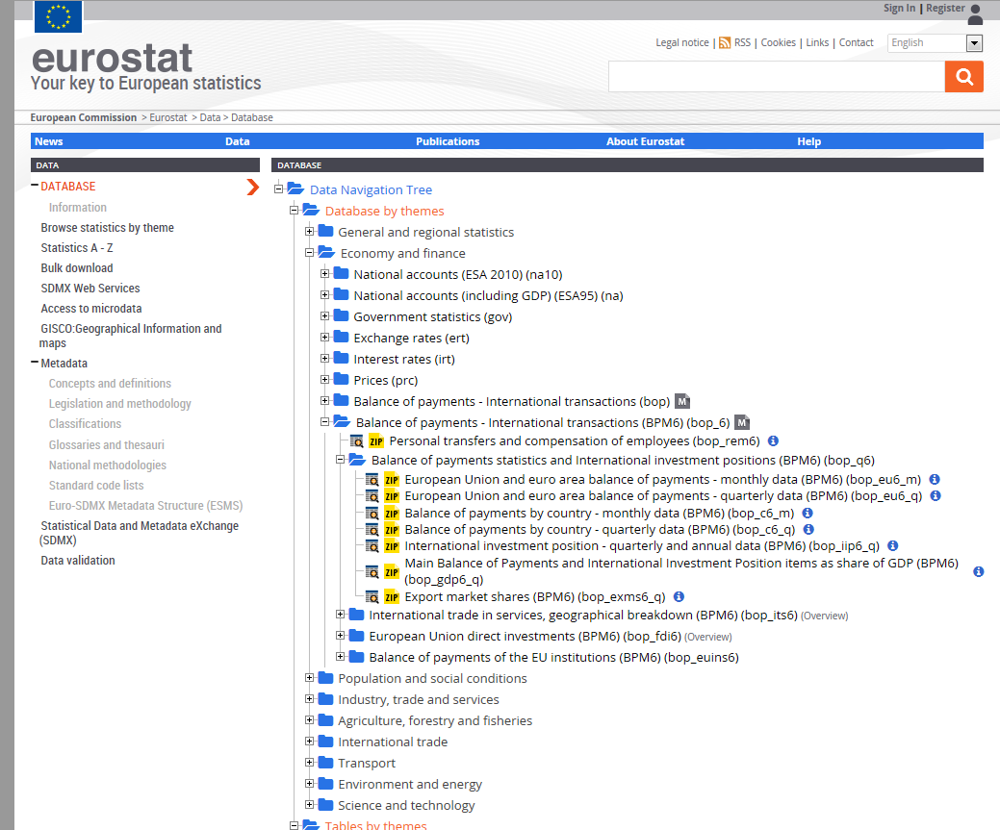 Sign In | Register
Legal notice | RSS | Cookies | Links | Contact
English
eurostat
Your key to European statistics
European Commission > Eurostat > Data > Database
News Data Publications About Eurostat Help
DATA
DATABASE
Information
Browse statistics by theme
Statistics A - Z
Bulk download
SDMX Web Services
Access to microdata
GISCO:Geographical Information and
maps
Metadata
Concepts and definitions
Legislation and methodology
Classifications
Glossaries and thesauri
National methodologies
Standard code lists
Euro-SDMX Metadata Structure (ESMS)
Statistical Data and Metadata eXchange
(SDMX)
Data validation
DATABASE
Data Navigation Tree
Database by themes
General and regional statistics
Economy and finance
National accounts (ESA 2010) (na10)
National accounts (including GDP) (ESA95) (na)
Government statistics (gov)
Exchange rates (ert)
Interest rates (irt)
Prices (prc)
Balance of payments - International transactions (bop) M
Balance of payments - International transactions (BPM6) (bop_6) M
ZIP Personal transfers and compensation of employees (bop_rem6) i
Balance of payments statistics and International investment positions (BPM6) (bop_q6)
ZIP European Union and euro area balance of payments - monthly data (BPM6) (bop_eu6_m) i
ZIP European Union and euro area balance of payments - quarterly data (BPM6) (bop_eu6_q) i
ZIP Balance of payments by country - monthly data (BPM6) (bop_c6_m) i
ZIP Balance of payments by country - quarterly data (BPM6) (bop_c6_q) i
ZIP International investment position - quarterly and annual data (BPM6) (bop_iip6_q) i
ZIP Main Balance of Payments and International Investment Position items as share of GDP (BPM6)
(bop_gdp6_q) i
ZIP Export market shares (BPM6) (bop_exms6_q) i
International trade in services, geographical breakdown (BPM6) (bop_its6) (Overview)
European Union direct investments (BPM6) (bop_fdi6) (Overview)
Balance of payments of the EU institutions (BPM6) (bop_euins6)
Population and social conditions
Industry, trade and services
Agriculture, forestry and fisheries
International trade
Transport
Environment and energy
Science and technology
Tables by themes